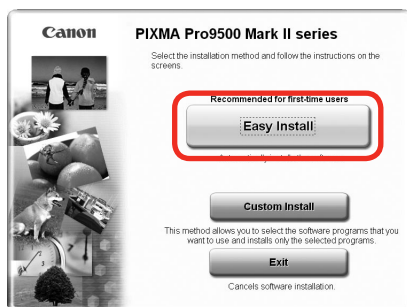 Canon
PIXMA Pro9500 Mark II series
Select the installation method and follow the instructions on the
screens.
Recommended for first-time users
Easy Install
Custom Install
This method allows you to select the software programs that you
want to use and installs only the selected programs.
Exit
Cancels software installation.